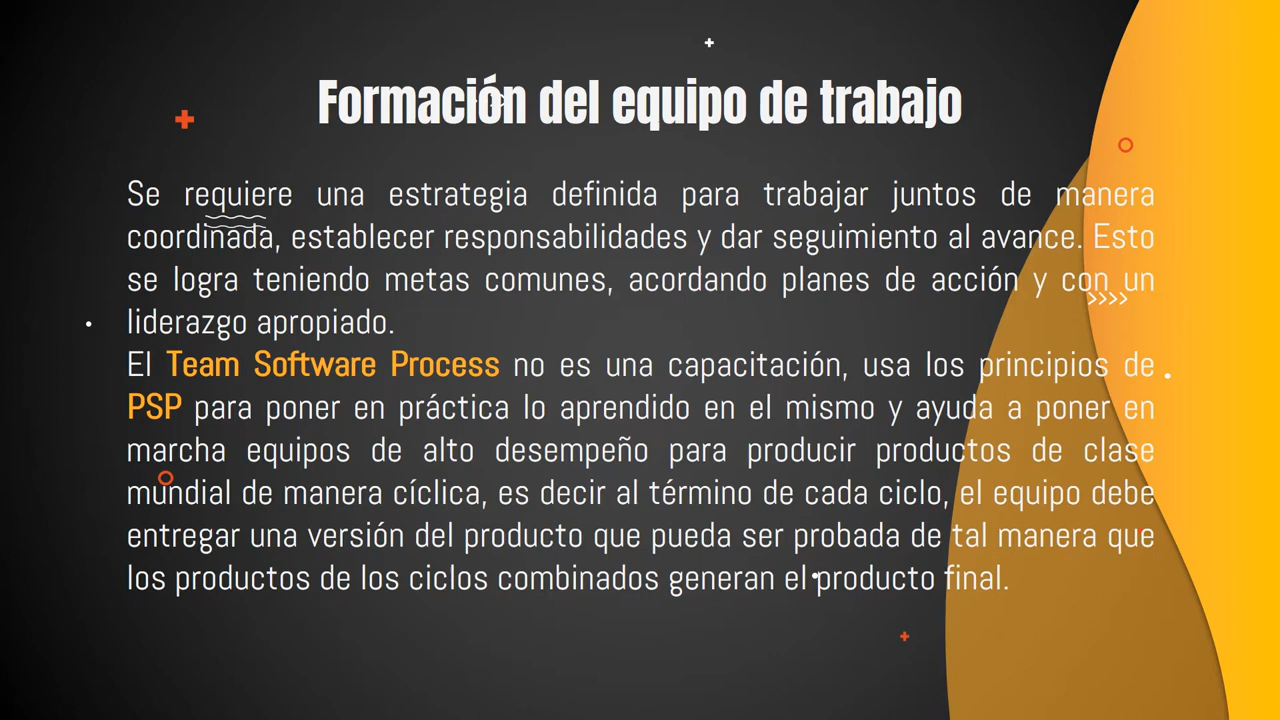 Formación del equipo de trabajo
Se requiere una estrategia definida para trabajar juntos de manera
coordinada, establecer responsabilidades y dar seguimiento al avance. Esto
se logra teniendo metas comunes, acordando planes de acción y con un
liderazgo apropiado.
El Team Software Process no es una capacitación, usa los principios de
PSP para poner en práctica lo aprendido en el mismo y ayuda a poner en
marcha equipos de alto desempeño para producir productos de clase
mundial de manera cíclica, es decir al término de cada ciclo, el equipo debe
entregar una versión del producto que pueda ser probada de tal manera que
los productos de los ciclos combinados generan el producto final.